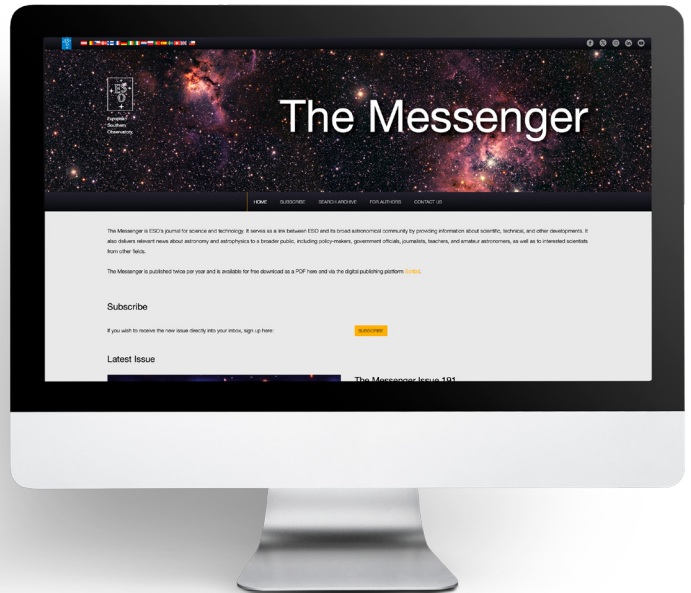 ESO
European
Southern
Observatory
The Messenger
HOME SUBSCRIBE SEARCH ARCHIVE FOR AUTHORS CONTACT US
The Messenger is ESO's journal for science and technology. It serves as a link between ESO and its broad astronomical community by providing information about scientific, technical, and other developments. It
also delivers relevant news about astronomy and astrophysics to a broader public, including policy-makers, government officials, journalists, teachers, and amateur astronomers, as well as to interested scientists
from other fields.
The Messenger is published twice per year and is available for free download as a PDF here and via the digital publishing platform Scribd.
Subscribe
If you wish to receive the new issue directly into your inbox, sign up here:
SUBSCRIBE
Latest Issue
The Messenger Issue 191